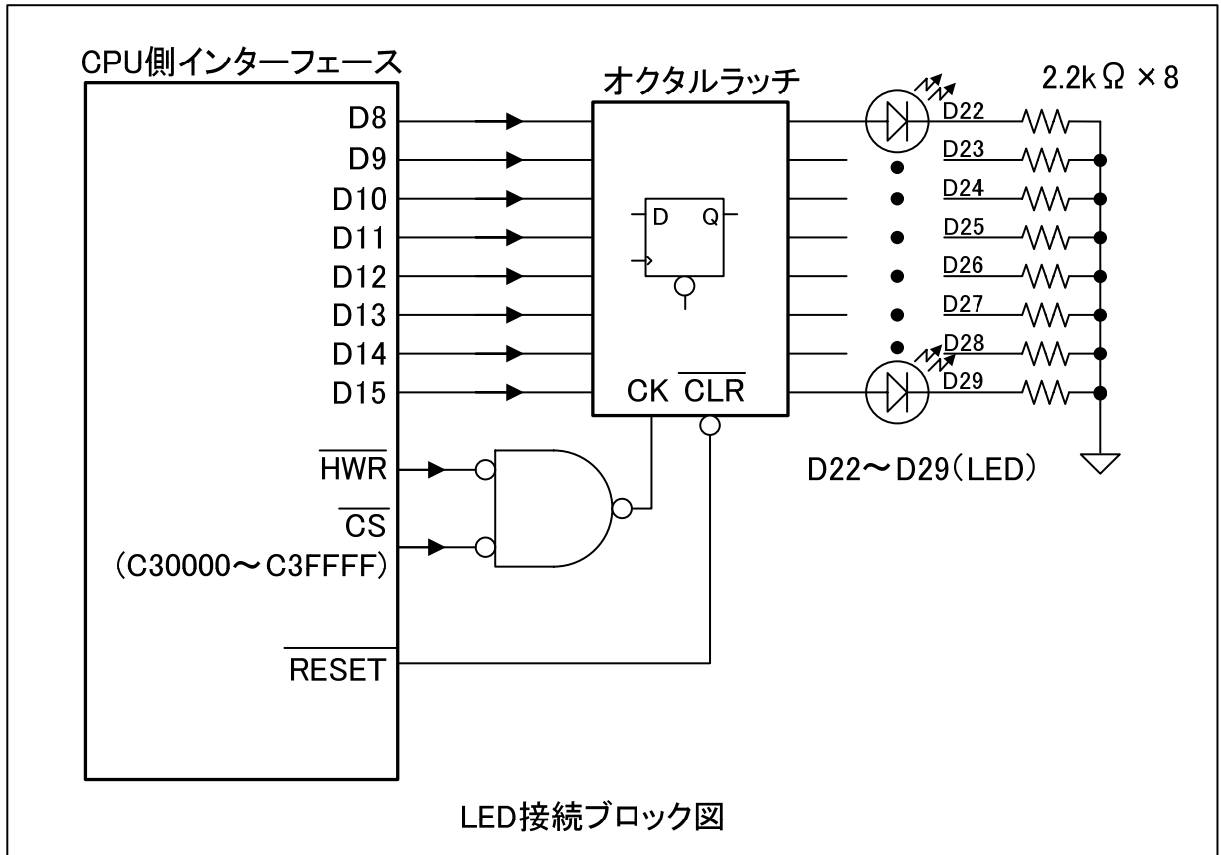 CPU側インターフェース
D8
D9
D10
D11
D12
D13
D14
D15
HWR
CS
(C30000～C3FFFF)
RESET
オクタルラッチ
D Q
CK CLR
2.2kΩ×8
D22
D23
D24
D25
D26
D27
D28
D29
D22～D29(LED)
LED接続ブロック図